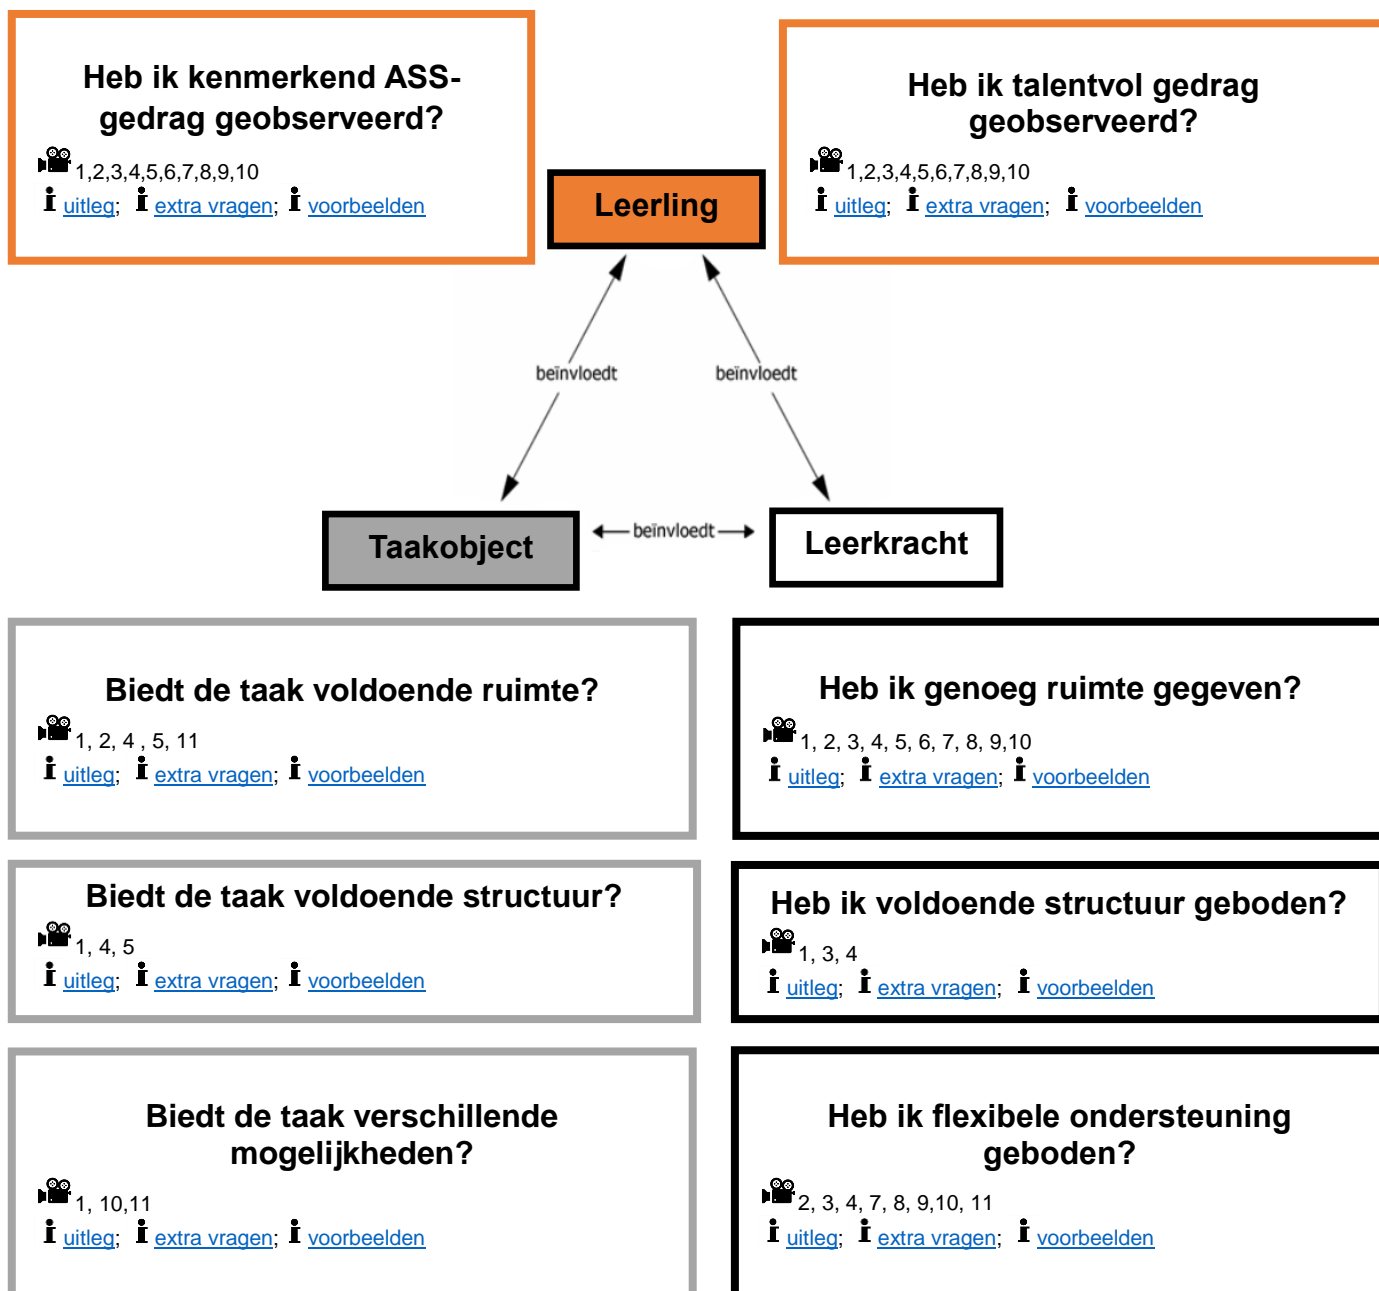 Heb ik kenmerkend ASS-
gedrag geobserveerd?
1,2,3,4,5,6,7,8,9,10
i uitleg; i extra vragen; i voorbeelden
Heb ik talentvol gedrag
geobserveerd?
1,2,3,4,5,6,7,8,9,10
i uitleg; i extra vragen; i voorbeelden
Leerling
beïnvloedt
beïnvloedt
Taakobject
beïnvloedt
Leerkracht
Biedt de taak voldoende ruimte?
1, 2, 4 , 5, 11
i uitleg; i extra vragen; i voorbeelden
Heb ik genoeg ruimte gegeven?
1, 2, 3, 4, 5, 6, 7, 8, 9,10
i uitleg; i extra vragen; i voorbeelden
Biedt de taak voldoende structuur?
1, 4, 5
i uitleg; i extra vragen; i voorbeelden
Heb ik voldoende structuur geboden?
1, 3, 4
i uitleg; i extra vragen; i voorbeelden
Biedt de taak verschillende
mogelijkheden?
1, 10,11
i uitleg; i extra vragen; i voorbeelden
Heb ik flexibele ondersteuning
geboden?
2, 3, 4, 7, 8, 9,10, 11
i uitleg; i extra vragen; i voorbeelden